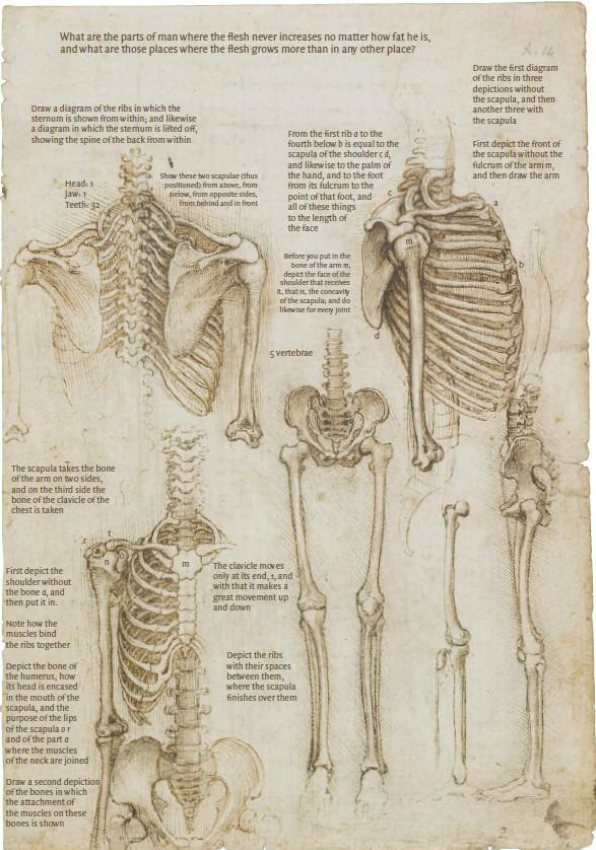 What are the parts of man where the flesh never increases no matter how fat he is,
and what are those places where the flesh grows more than in any other place?
Draw the first diagram
of the ribs in three
depictions without
the scapula, and then
another three with
the scapula
First depict the front of
the scapula without the
fulcrum of the arm m,
and then draw the arm
Draw a diagram of the ribs in which the
sternum is shown from within; and likewise
a diagram in which the sternum is lifted off,
showing the spine of the back from within
From the first rib a to the
fourth below b is equal to the
scapula of the shoulder c d,
and likewise to the palm of
the hand, and to the foot
from its fulcrum to the
point of that foot, and
all of these things
to the length of
the face
Head: 1
Jaw: 1
Teeth: 32
Show these two scapular (thus
positioned) from above, from
below, from opposite sides,
from behind and in front
c
a
m
b
d
Before you put in the
bone of the arm m,
depict the face of the
shoulder that receives
it, that is, the concavity
of the scapula; and do
likewise for every joint
5 vertebrae
The scapula takes the bone
of the arm on two sides,
and on the third side the
bone of the clavicle of the
chest is taken
r
t
n
m
First depict the
shoulder without
the bone a, and
then put it in.
The clavicle moves
only at its end, t, and
with that it makes a
great movement up
and down
Note how the
muscles bind
the ribs together
Depict the ribs
with their spaces
between them,
where the scapula
finishes over them
Depict the bone of
the humerus, how
its head is encased
in the mouth of the
scapula, and the
purpose of the lips
of the scapula o r
and of the part a
where the muscles
of the neck are joined
Draw a second depiction
of the bones in which
the attachment of
the muscles on these
bones is shown